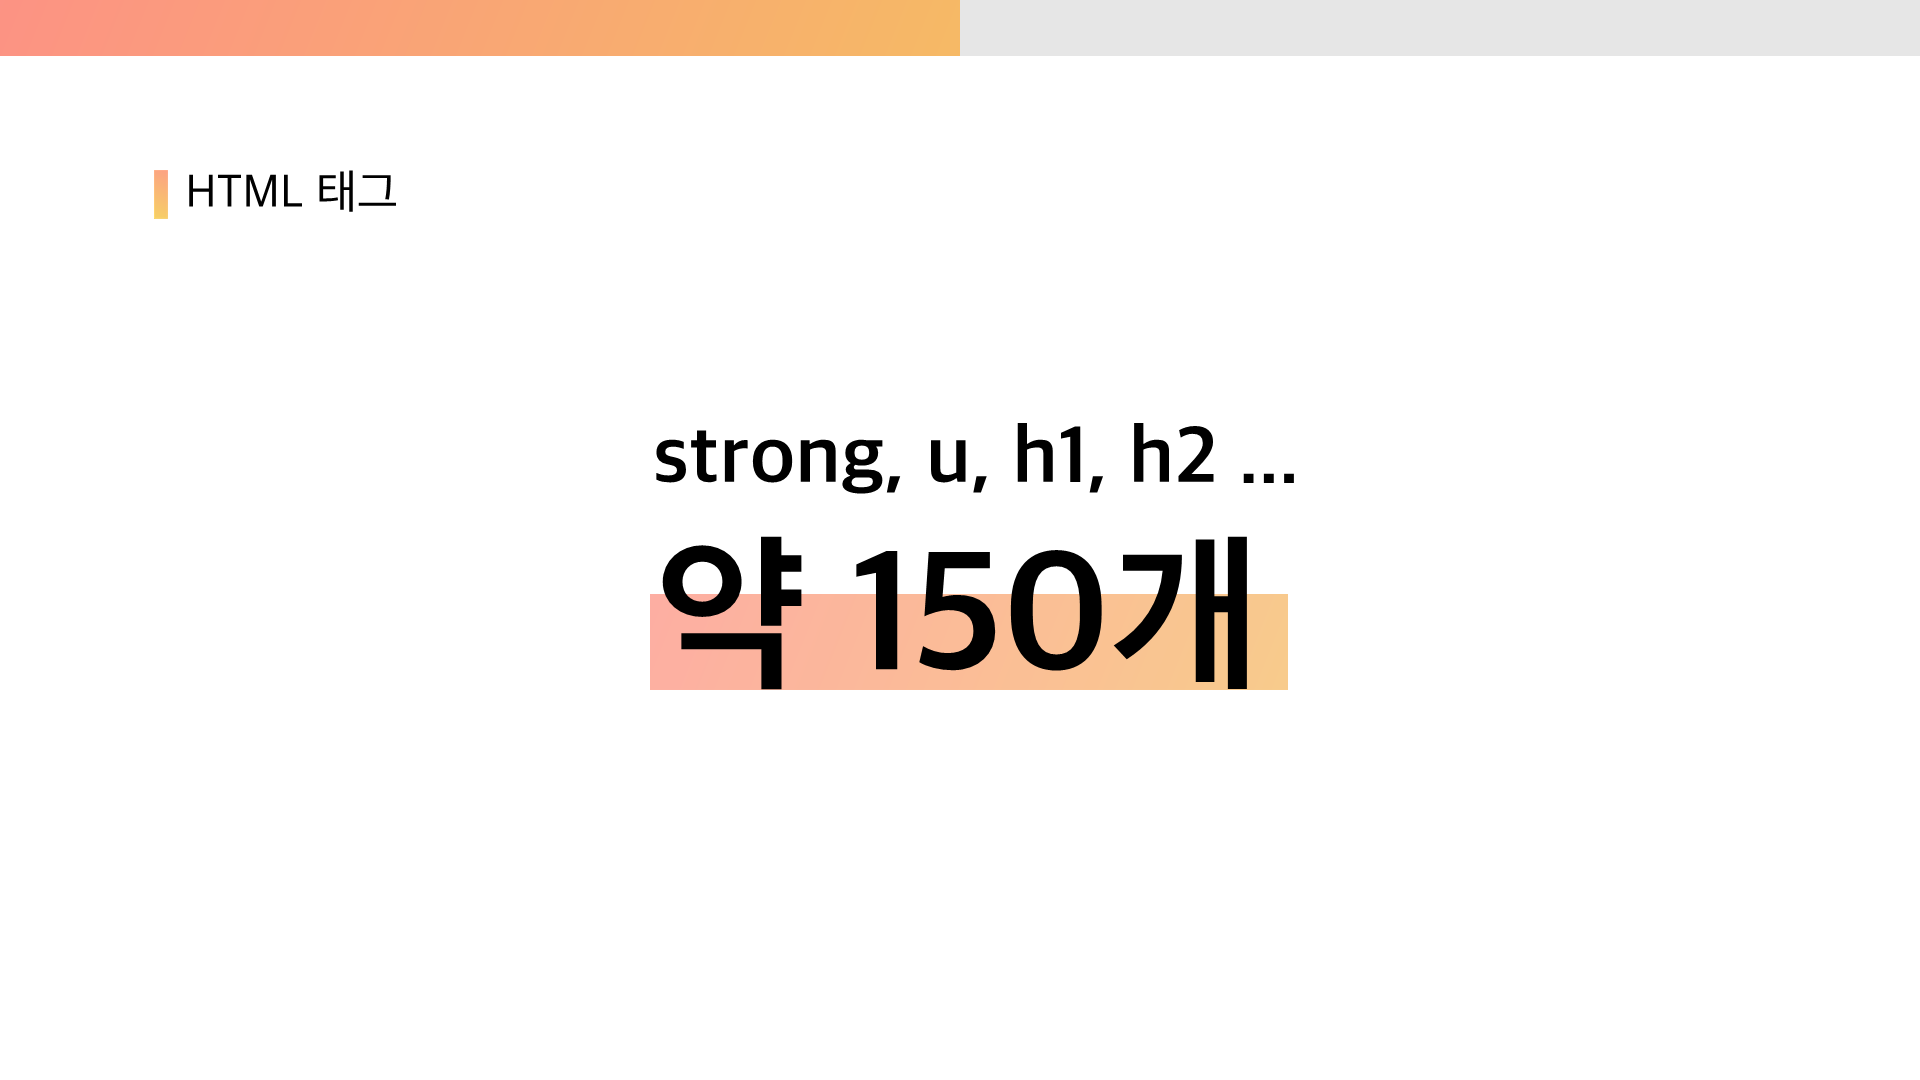 HTML 태그
strong, u, h1, h2 ...
약 150개